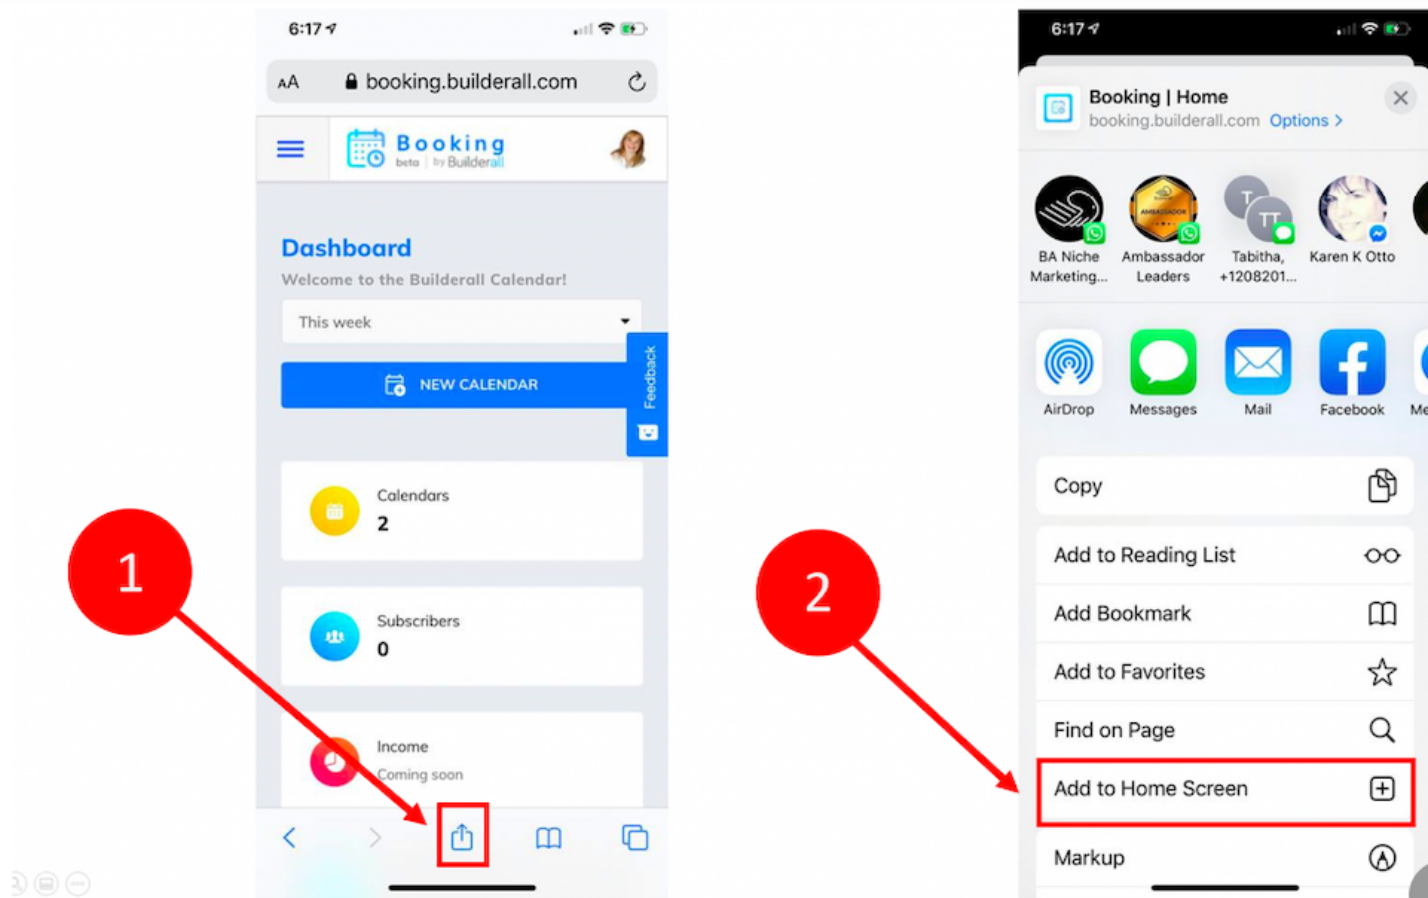 6:17
AA booking.builderall.com
Booking
beta | by Builderall
Dashboard
Welcome to the Builderall Calendar!
This week
NEW CALENDAR
Feedback
Calendars
2
Subscribers
0
Income
Coming soon
1
2
6:17
Booking | Home
booking.builderall.com Options >
AMBASSADOR
T
TT
BA Niche
Marketing...
Ambassador
Leaders
Tabitha,
+1208201...
Karen K Otto
AirDrop
Messages
Mail
Facebook
Me
Copy
Add to Reading List
Add Bookmark
Add to Favorites
Find on Page
Add to Home Screen
Markup